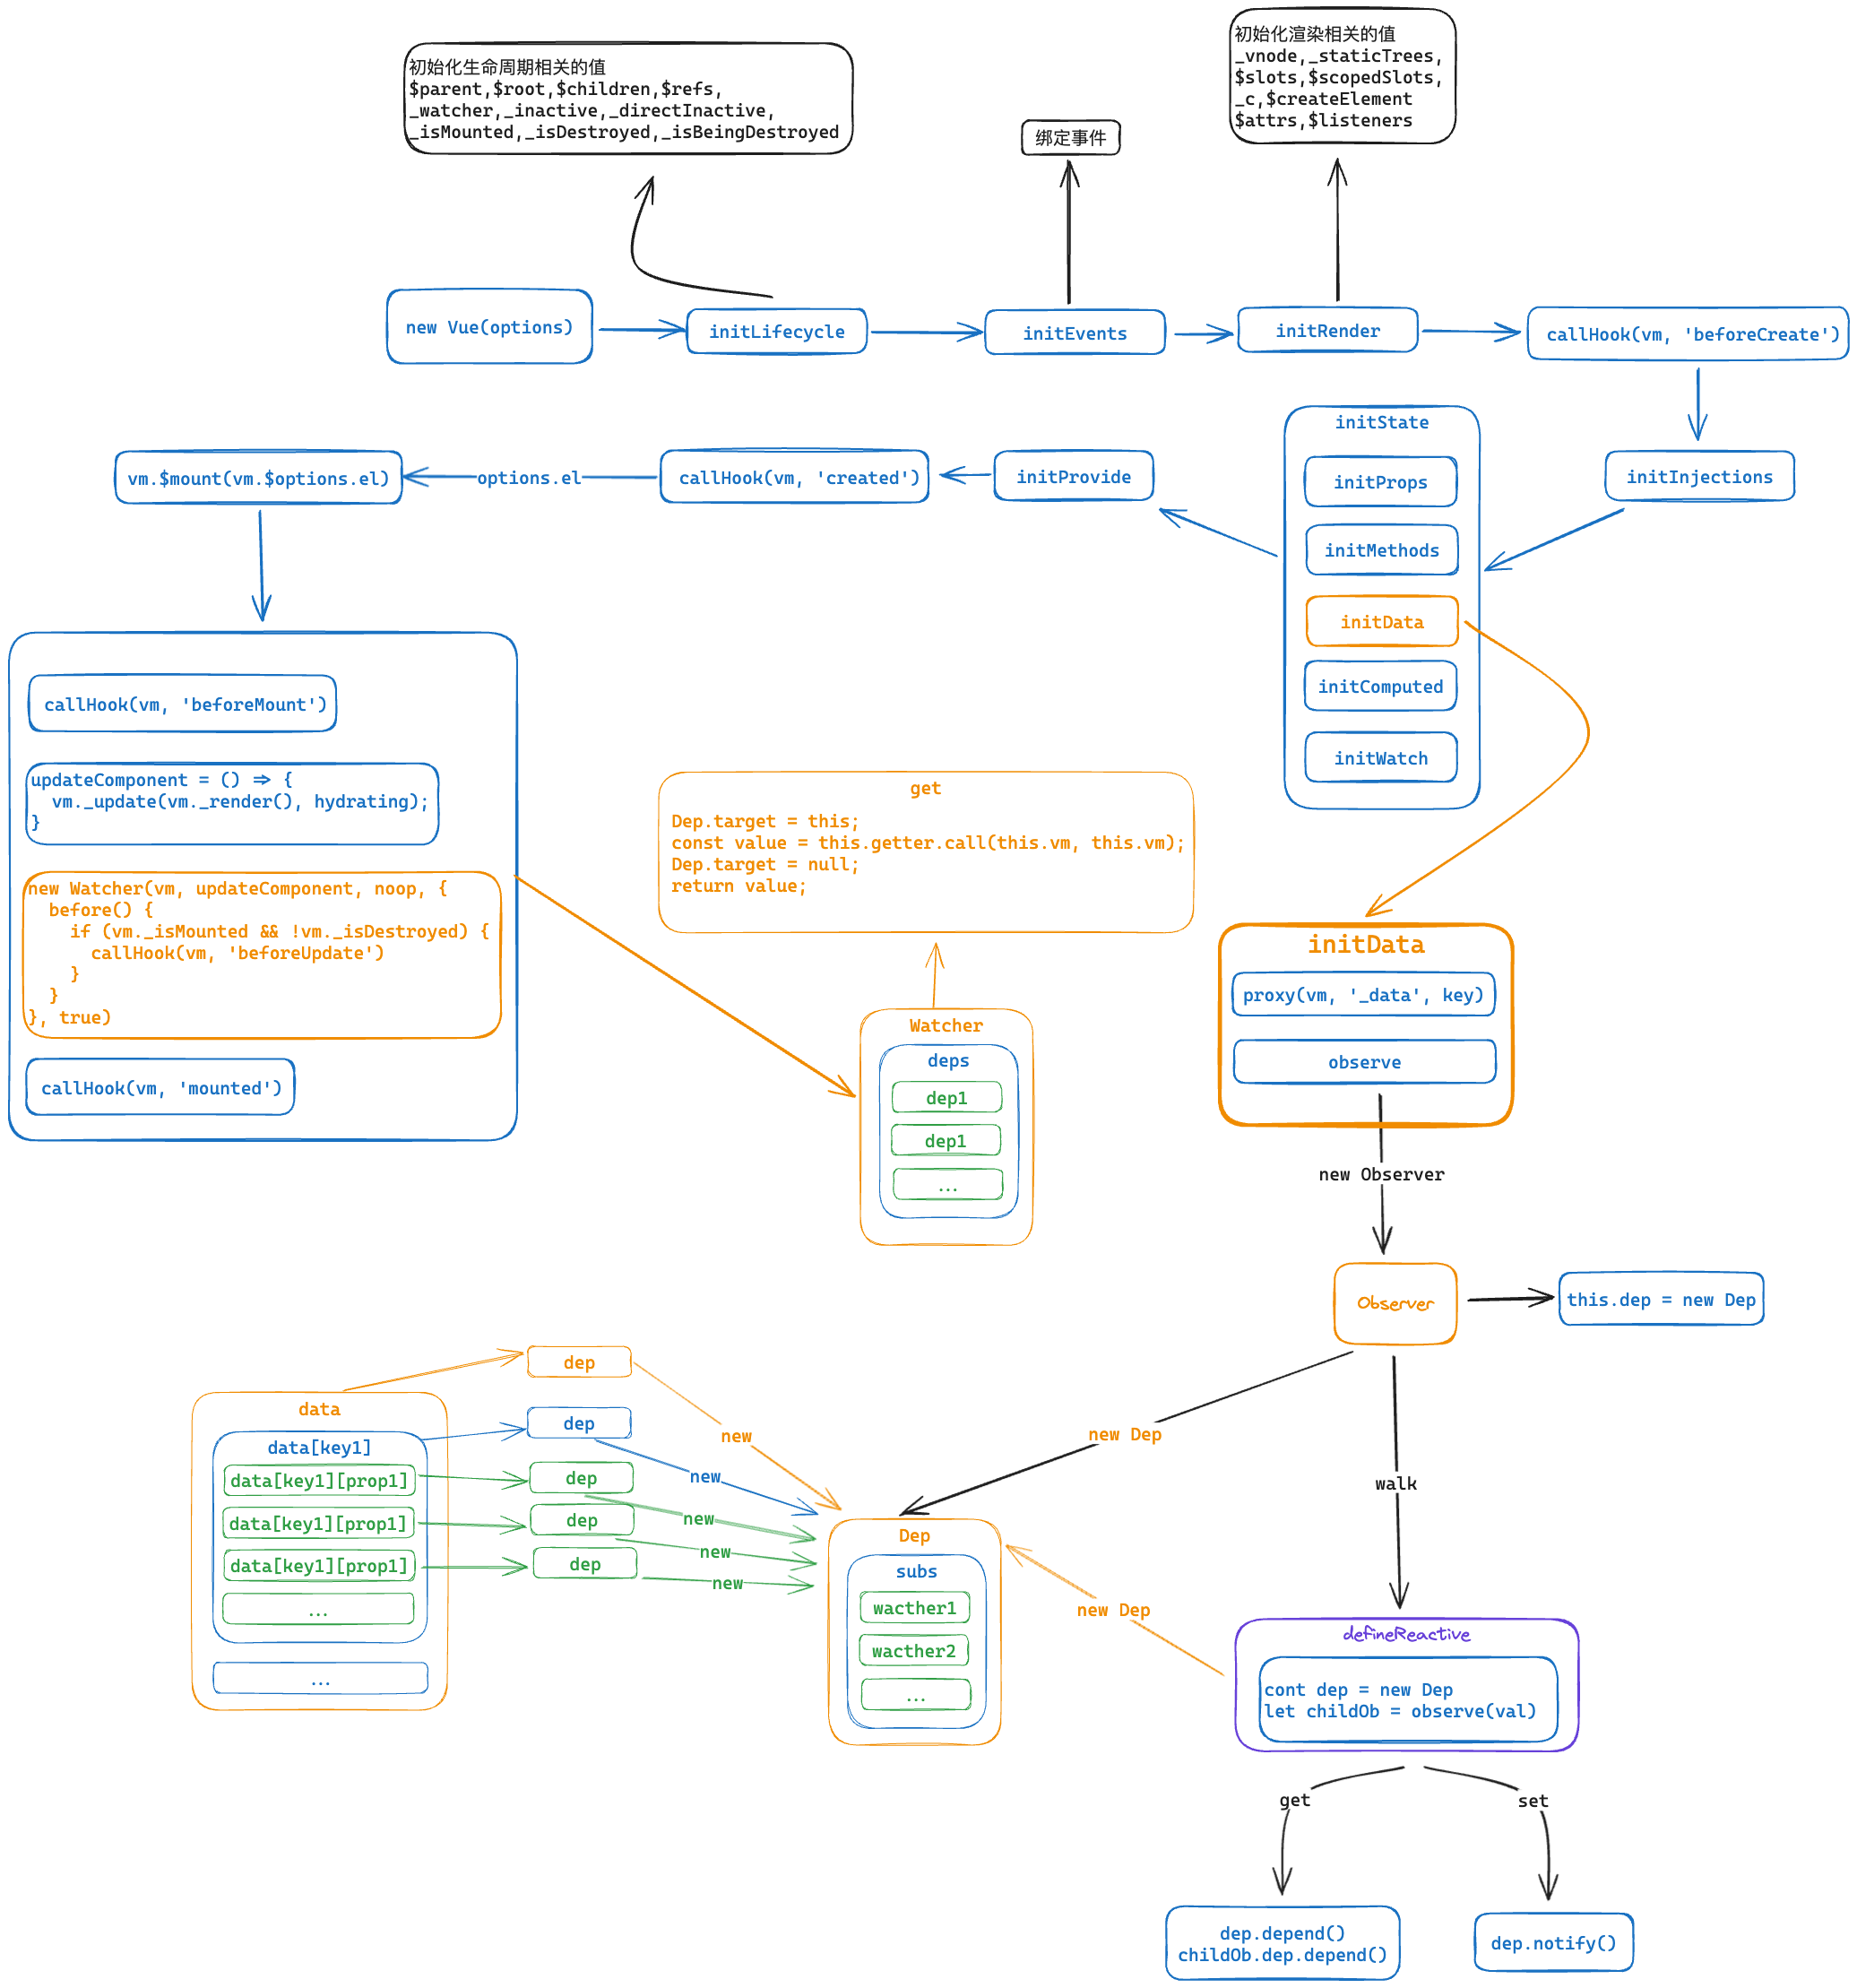 初始化生命周期相关的值
$parent,$root,$children,$refs,
_watcher,_inactive,_directInactive,
_isMounted,_isDestroyed,_isBeingDestroyed
绑定事件
初始化渲染相关的值
_vnode,_staticTrees,
$slots,$scopedSlots,
_c,$createElement
$attrs,$listeners
new Vue(options)
initLifecycle
initEvents
initRender
callHook(vm, 'beforeCreate')
initInjections
initState
initProps
initMethods
initData
initComputed
initWatch
initProvide
callHook(vm, 'created')
options.el
vm.$mount(vm.$options.el)
callHook(vm, 'beforeMount')
updateComponent = () => {
vm._update(vm._render(), hydrating);
}
new Watcher(vm, updateComponent, noop, {
before() {
if (vm._isMounted && !vm._isDestroyed) {
callHook(vm, 'beforeUpdate')
}
}
}, true)
callHook(vm, 'mounted')
get
Dep.target = this;
const value = this.getter.call(this.vm, this.vm);
Dep.target = null;
return value;
Watcher
deps
dep1
dep1
...
initData
proxy(vm, '_data', key)
observe
new Observer
Observer
this.dep = new Dep
new Dep
walk
data
data[key1]
data[key1][prop1]
data[key1][prop1]
data[key1][prop1]
...
...
dep
dep
dep
dep
dep
new
new
new
new
new
Dep
subs
wacther1
wacther2
...
new Dep
defineReactive
cont dep = new Dep
let childOb = observe(val)
get
set
dep.depend()
childOb.dep.depend()
dep.notify()